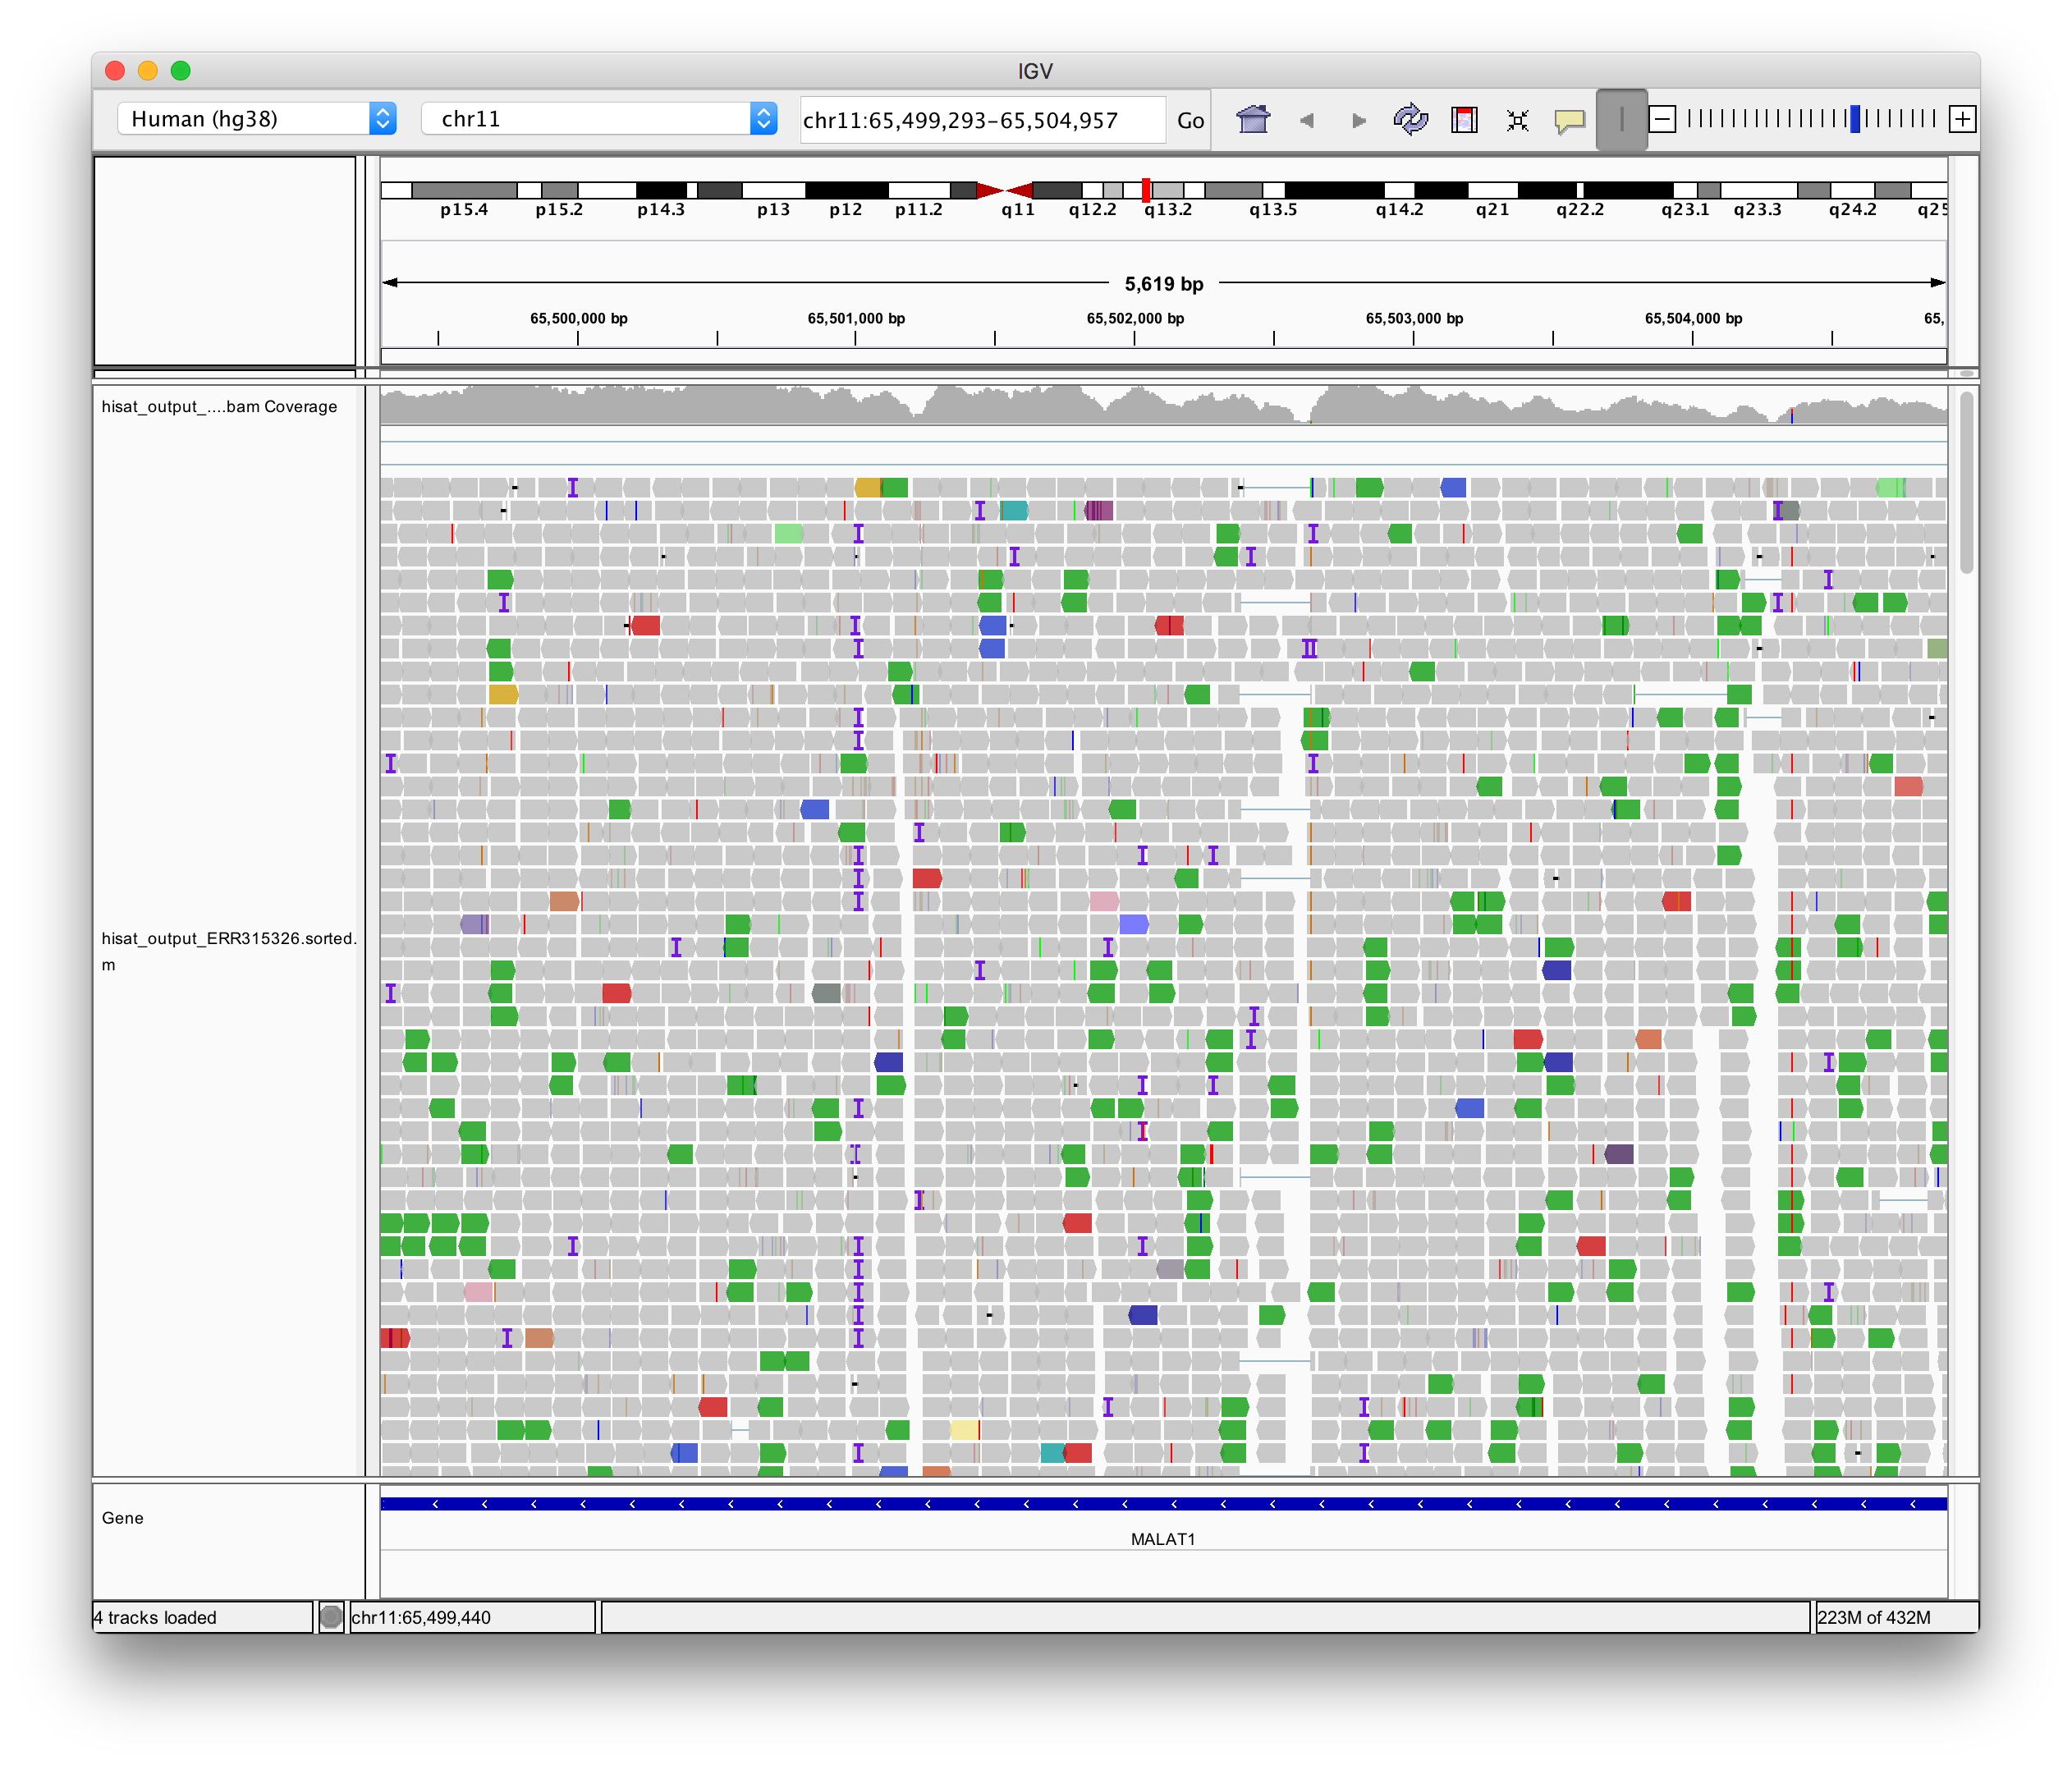 IGV
Human (hg38) chr11 chr11:65,499,293-65,504,957 Go
p15.4 p15.2 p14.3 p13 p12 p11.2 q11 q12.2 q13.2 q13.5 q14.2 q21 q22.2 q23.1 q23.3 q24.2 q25
5,619 bp
65,500,000 bp 65,501,000 bp 65,502,000 bp 65,503,000 bp 65,504,000 bp 65,
hisat_output_....bam Coverage
hisat_output_ERR315326.sorted.
m
Gene
MALAT1
4 tracks loaded chr11:65,499,440 223M of 432M